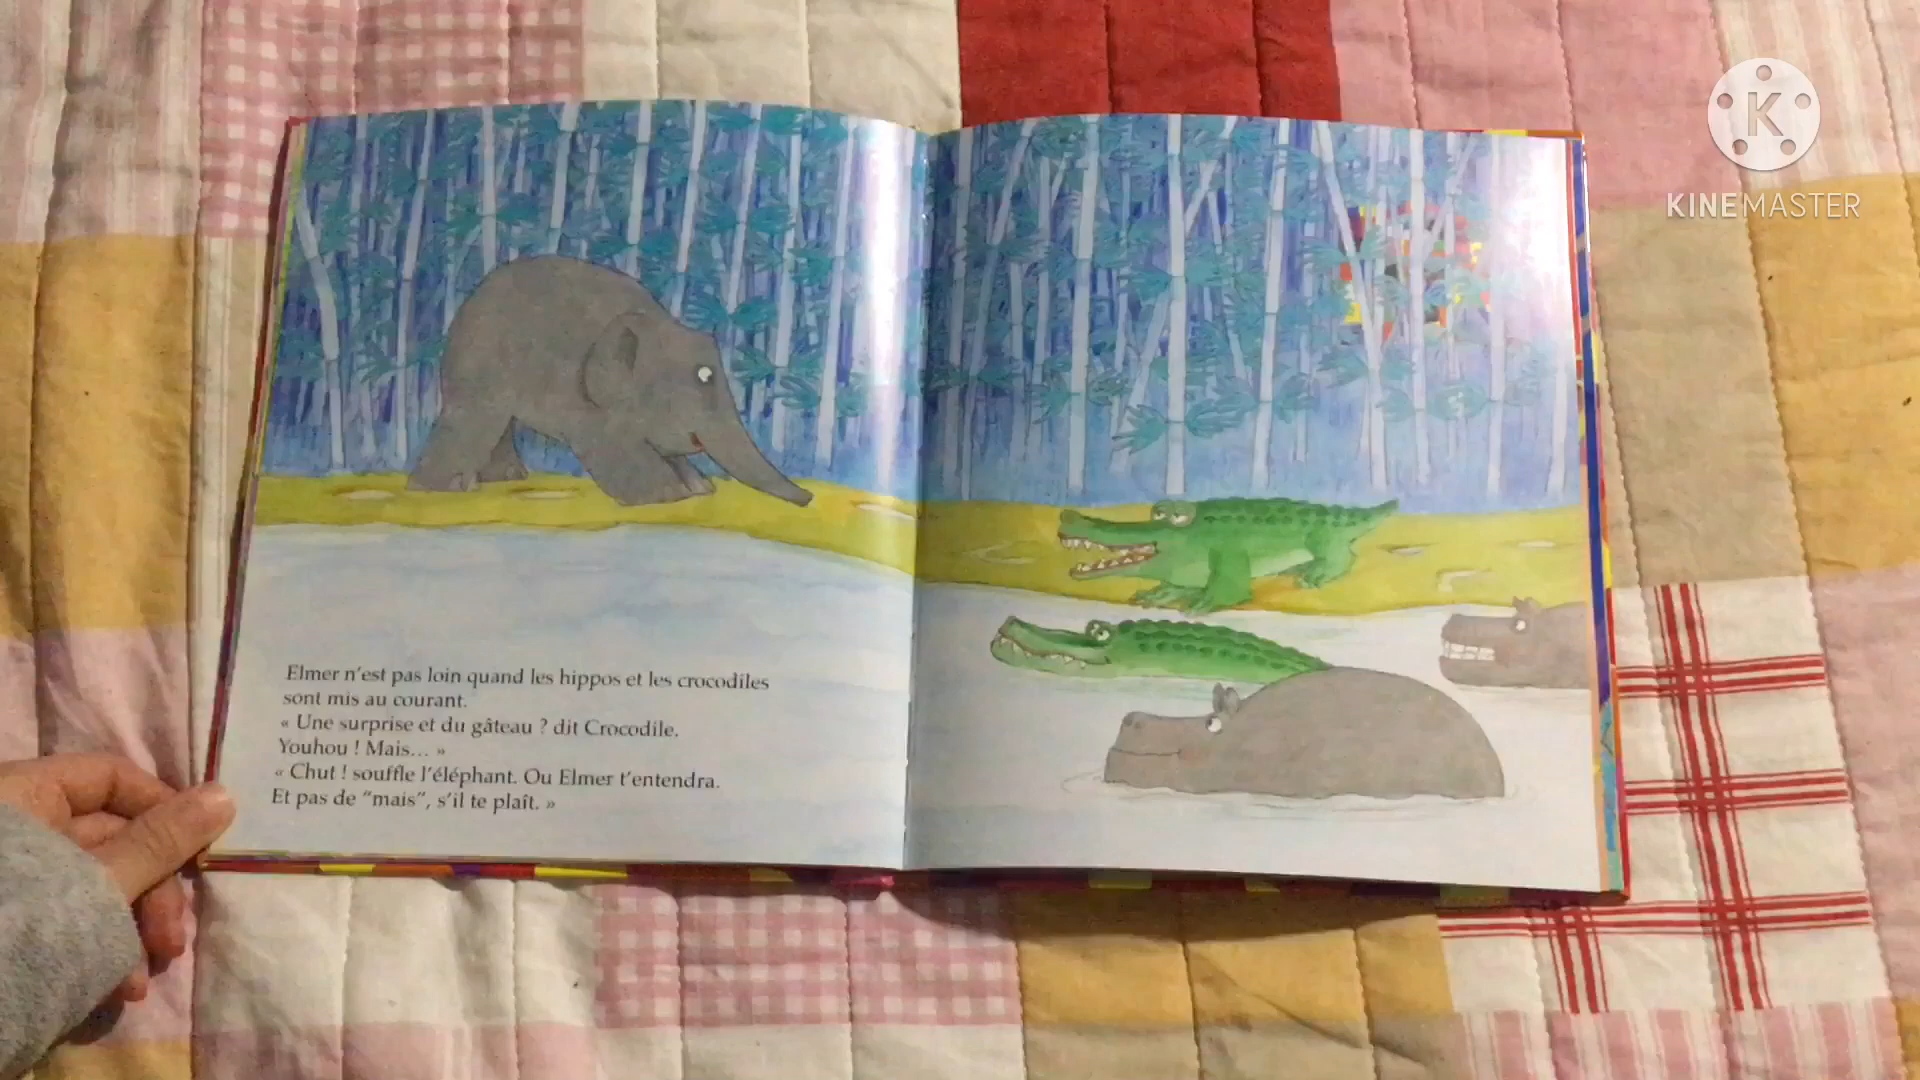 K
KINEMASTER
Elmer n'est pas loin quand les hippos et les crocodiles
sont mis au courant.
« Une surprise et du gâteau ? dit Crocodile.
Youhou ! Mais... »
« Chut ! souffle l'éléphant. Ou Elmer t'entendra.
Et pas de “mais”, s'il te plaît. »